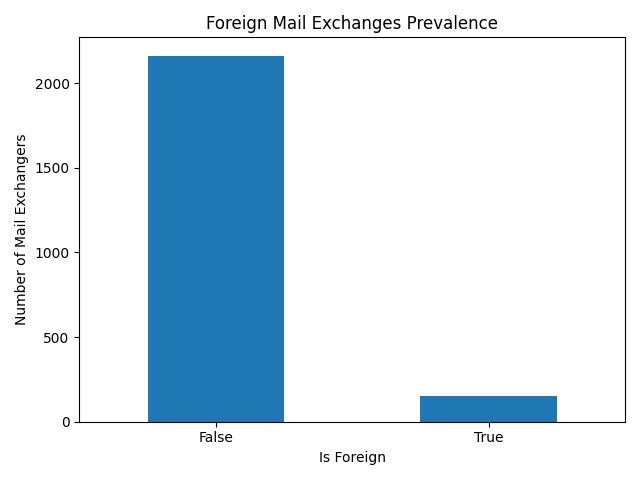 Foreign Mail Exchanges Prevalence
Number of Mail Exchangers
2000
1500
1000
500
0
False
True
Is Foreign